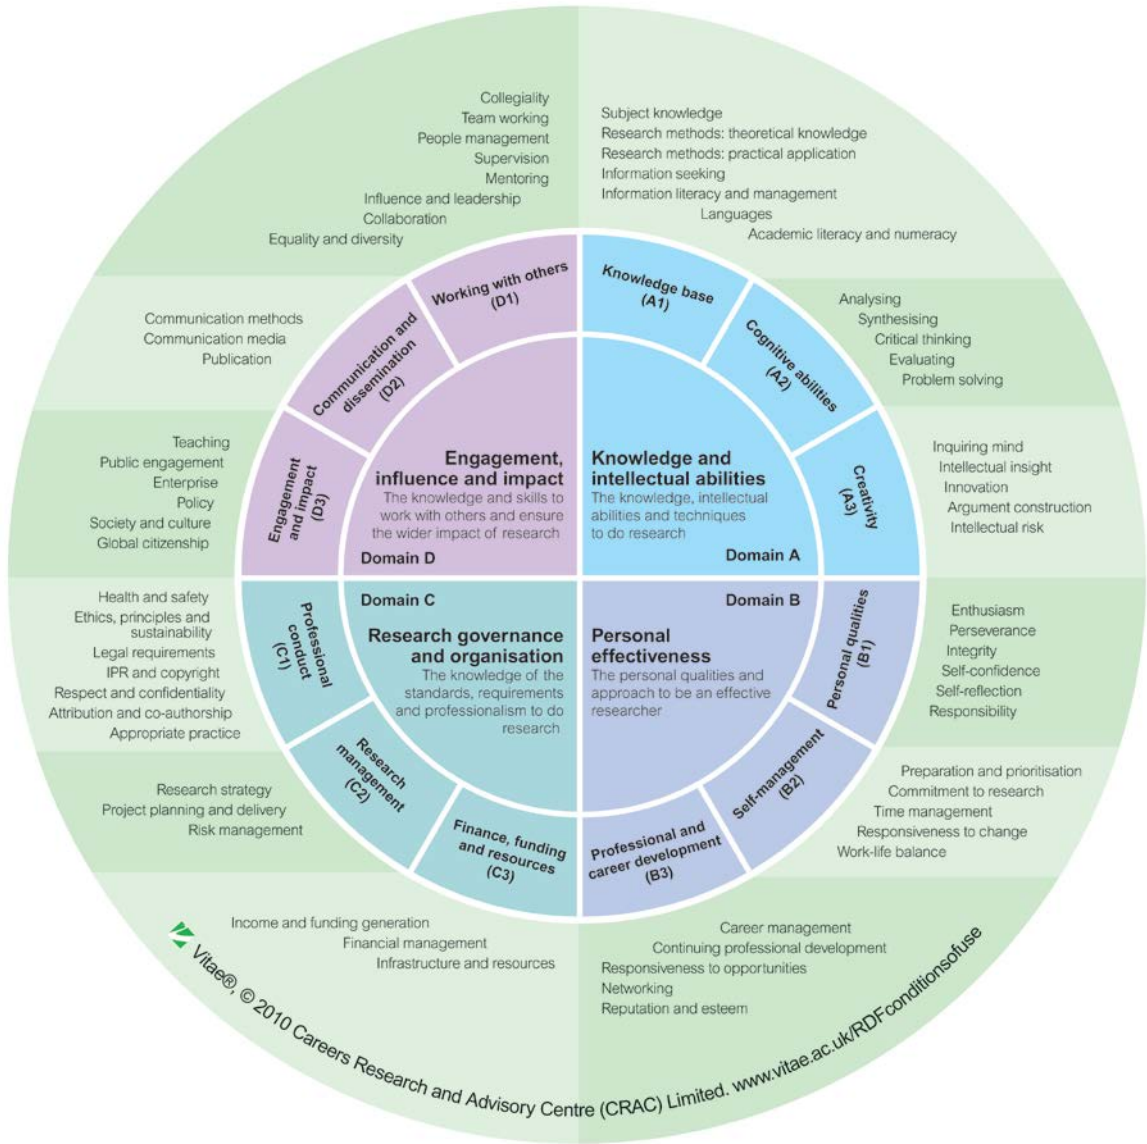 Collegiality
Team working
People management
Supervision
Mentoring
Influence and leadership
Collaboration
Equality and diversity
Subject knowledge
Research methods: theoretical knowledge
Research methods: practical application
Information seeking
Information literacy and management
Languages
Academic literacy and numeracy
Working with others
(D1)
Knowledge base
(A1)
Communication methods
Communication media
Publication
Communication and
dissemination
(D2)
Cognitive abilities
(A2)
Analysing
Synthesising
Critical thinking
Evaluating
Problem solving
Teaching
Public engagement
Enterprise
Policy
Society and culture
Global citizenship
Engagement
and impact
(D3)
Engagement,
influence and impact
The knowledge and skills to
work with others and ensure
the wider impact of research
Domain D
Knowledge and
intellectual abilities
The knowledge, intellectual
abilities and techniques
to do research
Domain A
Creativity
(A3)
Inquiring mind
Intellectual insight
Innovation
Argument construction
Intellectual risk
Health and safety
Ethics, principles and
sustainability
Legal requirements
IPR and copyright
Respect and confidentiality
Attribution and co-authorship
Appropriate practice
Professional
conduct
(C1)
Domain C
Research governance
and organisation
The knowledge of the
standards, requirements
and professionalism to do
research
Domain B
Personal
effectiveness
The personal qualities and
approach to be an effective
researcher
Personal qualities
(B1)
Enthusiasm
Perseverance
Integrity
Self-confidence
Self-reflection
Responsibility
Research strategy
Project planning and delivery
Risk management
Research
management
(C2)
Self-management
(B2)
Preparation and prioritisation
Commitment to research
Time management
Responsiveness to change
Work-life balance
Finance, funding
and resources
(C3)
Professional and
career development
(B3)
Income and funding generation
Financial management
Infrastructure and resources
Career management
Continuing professional development
Responsiveness to opportunities
Networking
Reputation and esteem
Vitae®, © 2010 Careers Research and Advisory Centre (CRAC) Limited. www.vitae.ac.uk/RDFconditionsofuse